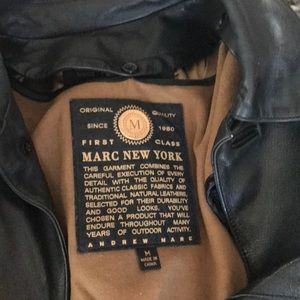 ORIGINAL QUALITY
M
SINCE 1980
FIRST CLASS
MARC NEW YORK
THIS GARMENT COMBINES THE
CAREFUL EXECUTION OF EVERY
DETAIL WITH THE QUALITY OF
AUTHENTIC CLASSIC FABRICS AND
TRADITIONAL NATURAL LEATHERS,
SELECTED FOR THEIR DURABILITY
AND GOOD LOOKS. YOU'VE
CHOSEN A PRODUCT THAT WILL
ENDURE THROUGHOUT MANY
YEARS OF OUTDOOR ACTIVITY.
ANDREW MARC
M
MADE IN
CHINA